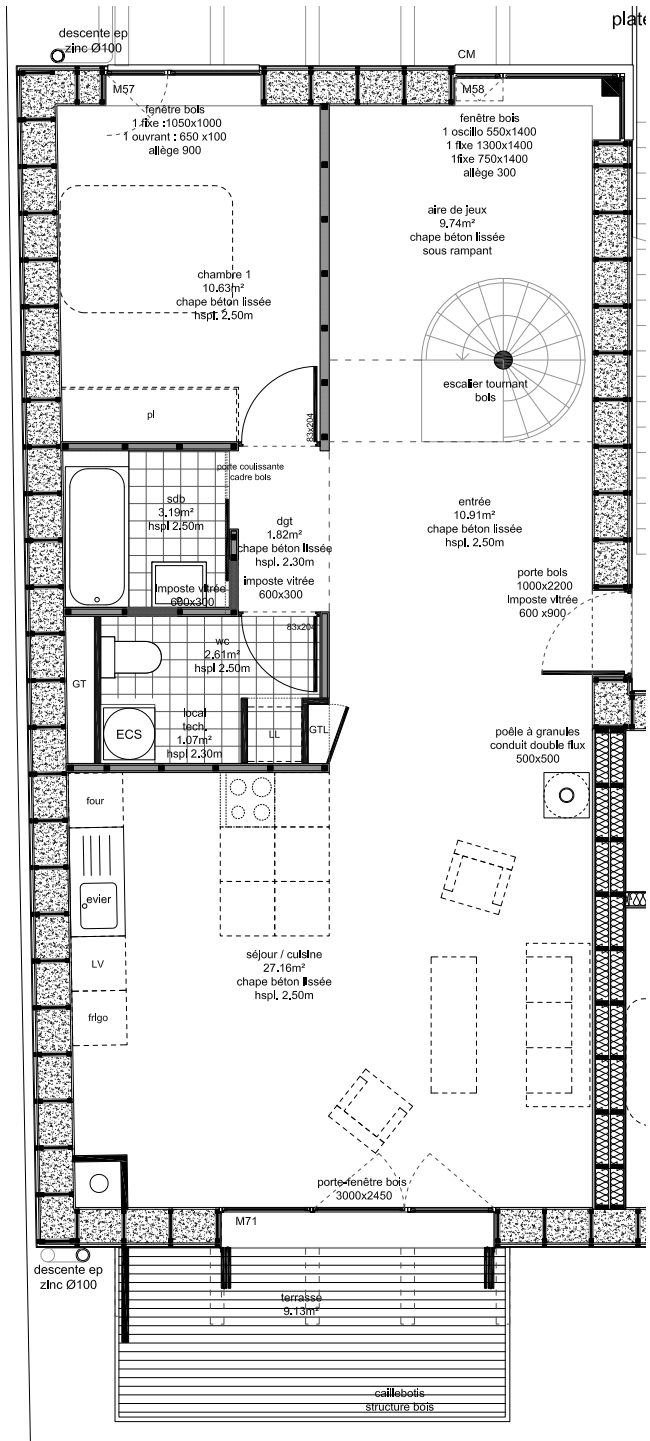 plate
descente ep
zinc Ø100
CM
M57
M58
fenêtre bois
1 fixe :1050x1000
1 ouvrant : 650 x100
allège 900
fenêtre bois
1 oscillo 550x1400
1 fixe 1300x1400
1fixe 750x1400
allège 300
aire de jeux
9.74m²
chape béton lissée
sous rampant
chambre 1
10.63m²
chape béton lissée
hspl. 2.50m
escalier tournant
bois
pl
83x204
porte coulissante
cadre bois
sdb
3.19m²
hspl 2.50m
dgt
1.82m²
chape béton lissée
hspl. 2.30m
entrée
10.91m²
chape béton lissée
hspl. 2.50m
imposte vitrée
600x300
imposte vitrée
600x300
porte bois
1000x2200
Imposte vitrée
600 x900
83x204
wc
2.61m²
hspl 2.50m
GT
ECS
local
tech.
1.07m²
hspl 2.30m
LL
GTL
poêle à granules
conduit double flux
500x500
four
evier
LV
frigo
séjour / cuisine
27.16m²
chape béton lissée
hspl. 2.50m
porte-fenêtre bois
3000x2450
M71
descente ep
zinc Ø100
terrasse
9.13m²
caillebotis
structure bois